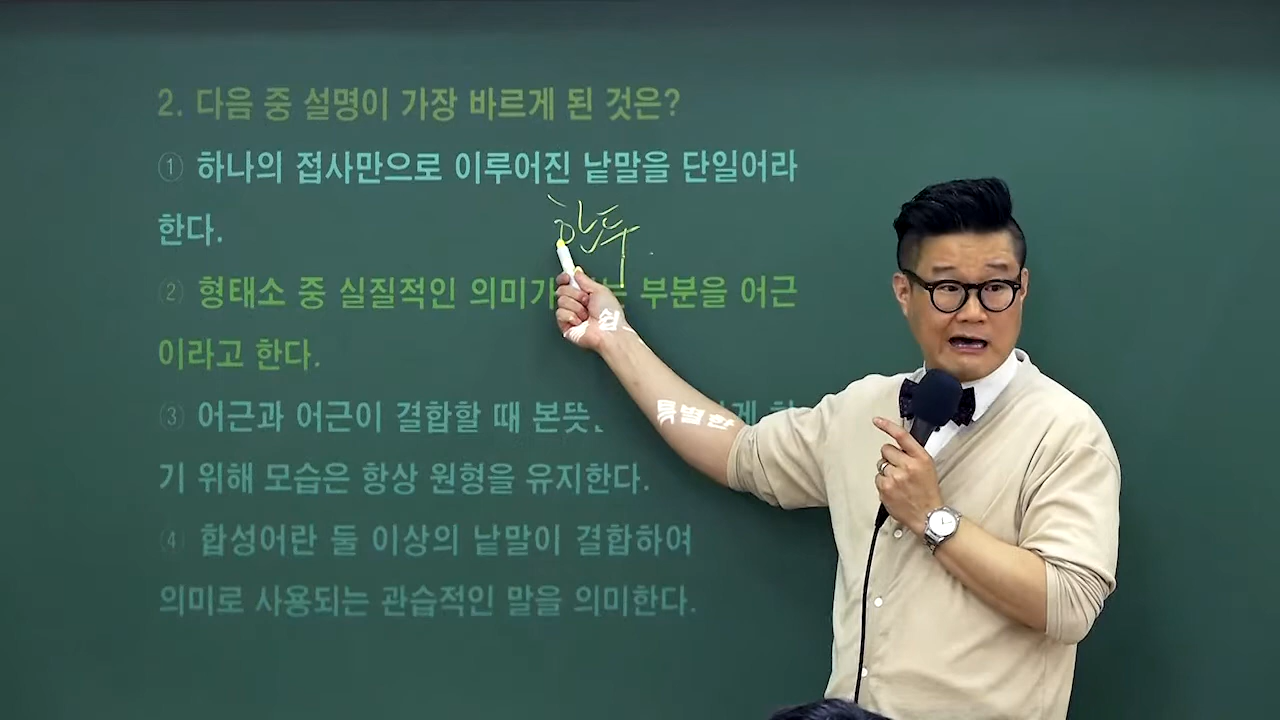 2. 다음 중 설명이 가장 바르게 된 것은?
① 하나의 접사만으로 이루어진 낱말을 단일어라
한다.
한두
② 형태소 중 실질적인 의미가 부분을 어근
이라고 한다.
③ 어근과 어근이 결합할 때 본뜻
특별한
쉽
기 위해 모습은 항상 원형을 유지한다.
④ 합성어란 둘 이상의 낱말이 결합하여
의미로 사용되는 관습적인 말을 의미한다.